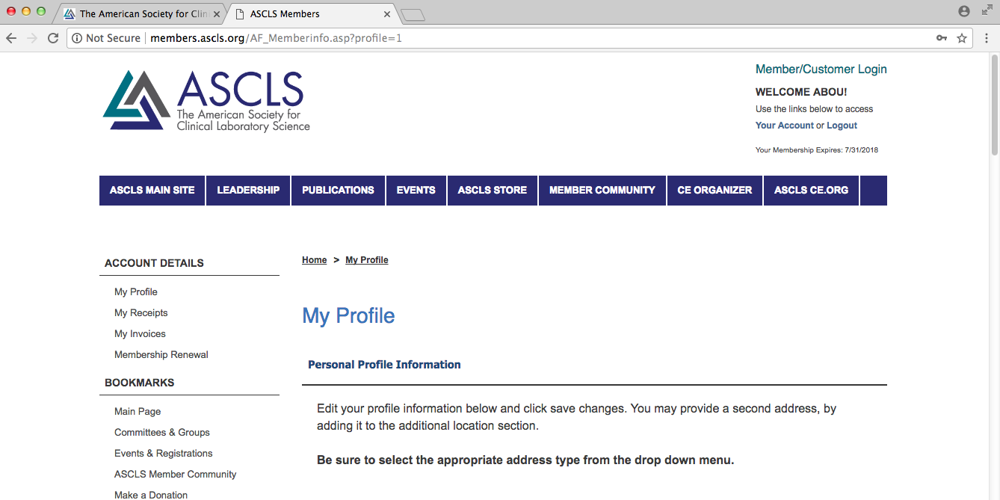 The American Society for Clin
ASCLS Members
Not Secure members.ascls.org/AF_Memberinfo.asp?profile=1
ASCLS
The American Society for
Clinical Laboratory Science
Member/Customer Login
WELCOME ABOU!
Use the links below to access
Your Account or Logout
Your Membership Expires: 7/31/2018
ASCLS MAIN SITE LEADERSHIP PUBLICATIONS EVENTS ASCLS STORE MEMBER COMMUNITY CE ORGANIZER ASCLS CE.ORG
ACCOUNT DETAILS
My Profile
My Receipts
My Invoices
Membership Renewal
BOOKMARKS
Main Page
Committees & Groups
Events & Registrations
ASCLS Member Community
Make a Donation
Home > My Profile
My Profile
Personal Profile Information
Edit your profile information below and click save changes. You may provide a second address, by
adding it to the additional location section.
Be sure to select the appropriate address type from the drop down menu.